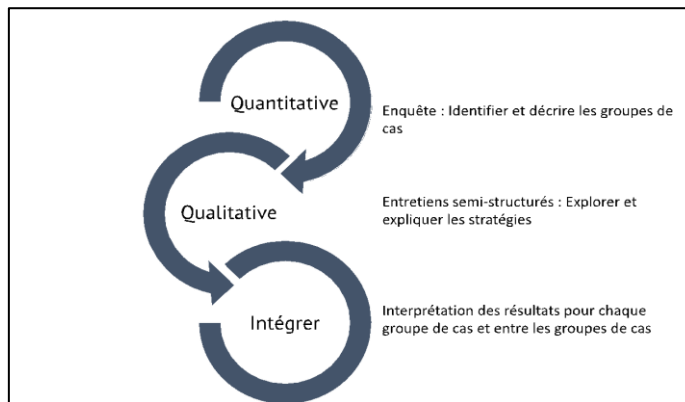 Quantitative
Enquête : Identifier et décrire les groupes de
cas
Qualitative
Entretiens semi-structurés : Explorer et
expliquer les stratégies
Intégrer
Interprétation des résultats pour chaque
groupe de cas et entre les groupes de cas